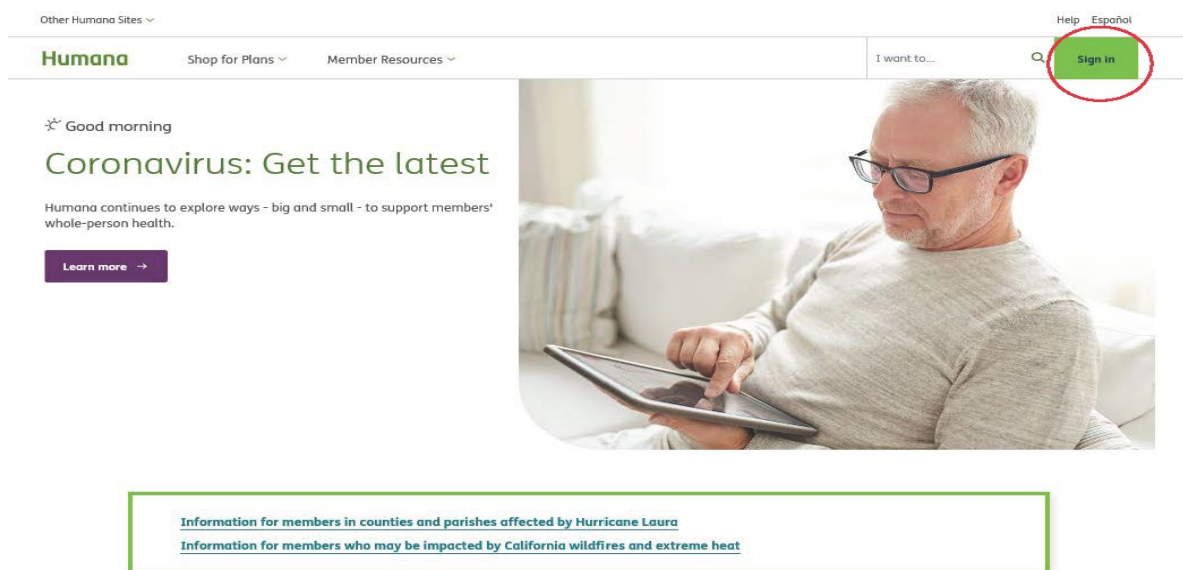 Other Humana Sites
Help Español
Humana Shop for Plans Member Resources I want to... Sign in
Good morning
Coronavirus: Get the latest
Humana continues to explore ways - big and small - to support members'
whole-person health.
Learn more →
Information for members in counties and parishes affected by Hurricane Laura
Information for members who may be impacted by California wildfires and extreme heat